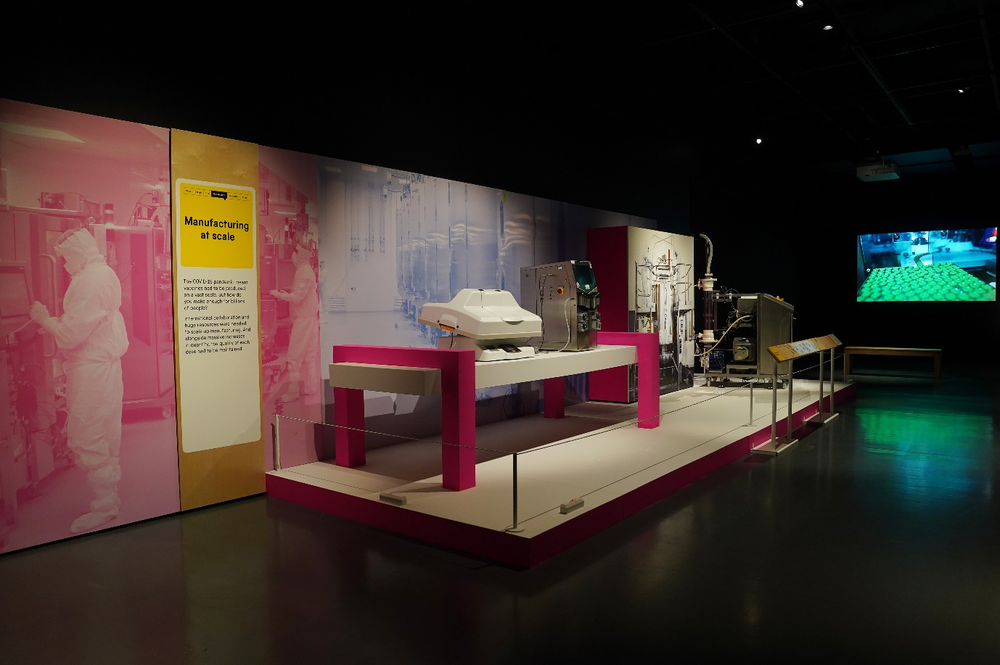 Manufacturing
at scale
The COVID-19 pandemic meant
vaccines had to be produced
on a vast scale. But how do
you make enough for billions
of people?
International collaboration and
huge resources were needed
to scale up manufacturing. And
alongside massive increases
in quantity, the quality of each
dose had to be maintained.